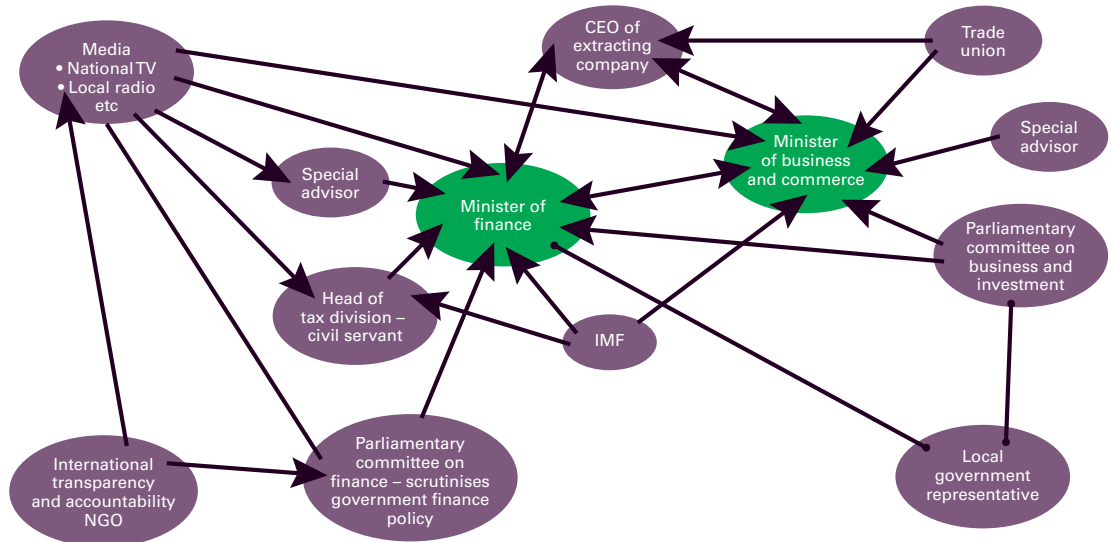 Media
• National TV
• Local radio
etc
CEO of
extracting
company
Trade
union
Special
advisor
Minister
of business
and commerce
Special
advisor
Minister of
finance
Parliamentary
committee on
business and
investment
Head of
tax division –
civil servant
IMF
International
transparency
and accountability
NGO
Parliamentary
committee on
finance – scrutinises
government finance
policy
Local
government
representative